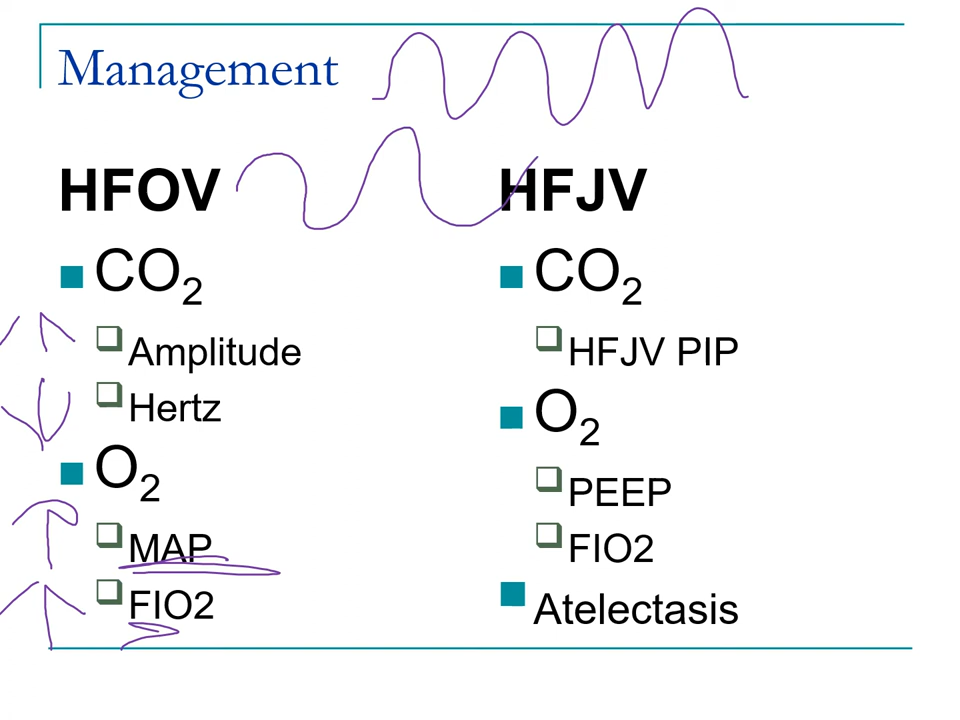 Management
HFOV
CO2
Amplitude
Hertz
O2
MAP
FIO2
HFJV
CO2
HFJV PIP
O2
PEEP
FIO2
Atelectasis